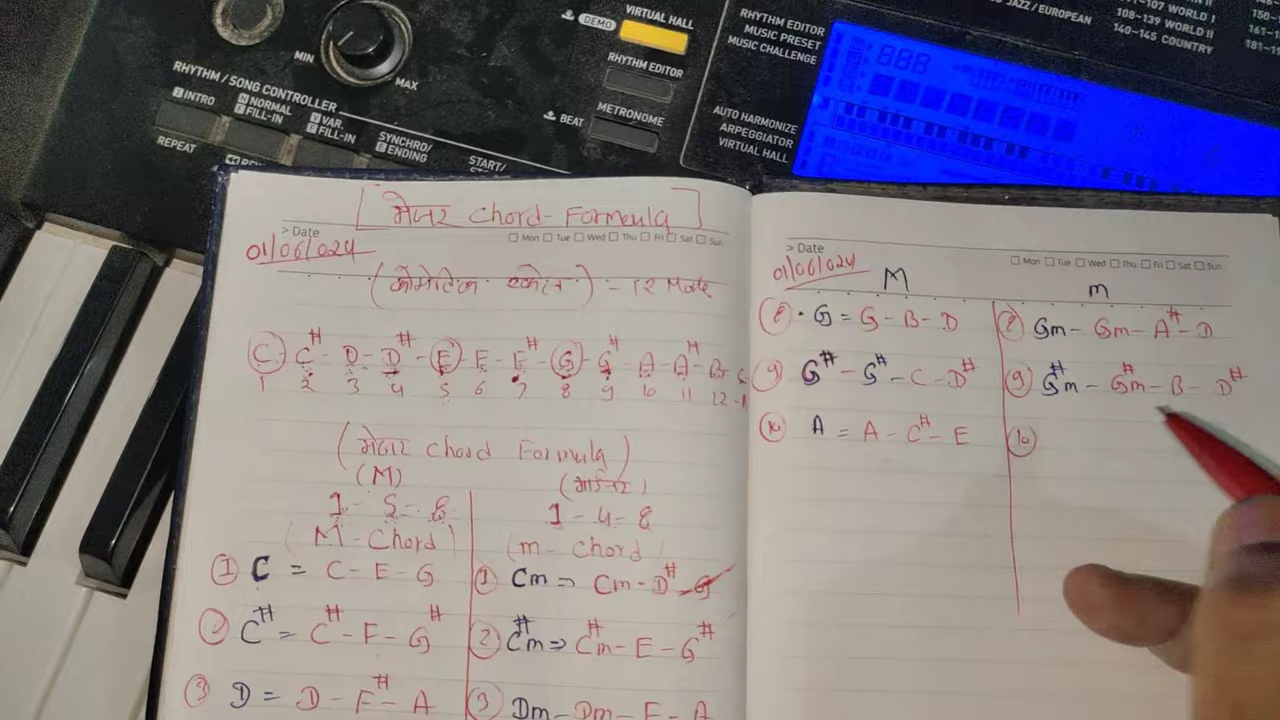 VIRTUAL HALL
DEMO
RHYTHM EDITOR
MUSIC PRESET
MUSIC CHALLENGE
JAZZ/EUROPEAN
108~139 WORLD II
140~145 COUNTRY
MIN
MAX
RHYTHM EDITOR
METRONOME
BEAT
AUTO HARMONIZE
ARPEGGIATOR
VIRTUAL HALL
RHYTHM / SONG CONTROLLER
INTRO
NORMAL FILL-IN
VAR. FILL-IN
SYNCHRO/ENDING
START/
REPEAT
मेजर Chord-Formula
> Date
Mon Tue Wed Thu Fri Sat Sun
01/06/024
(क्रोमेटिक स्केल) - 12
C - C# - D - D# - E - F - F# - G - G# - A - A# - B
1 2 3 4 5 6 7 8 9 10 11 12
(मेजर Chord Formula)
(M) (माईनर)
1 - 5 - 8 1 - 4 - 8
(M - Chord) (m - Chord)
① C = C - E - G ① Cm ⇒ Cm - D# - G
② C# = C# - F - G# ② C#m ⇒ C#m - E - G#
③ D = D - F# - A ③ Dm - Dm - F - A
> Date
Mon Tue Wed Thu Fri Sat Sun
01/06/024
M m
⑧ · G = G - B - D ⑧ Gm - Gm - A# - D
⑨ G# - G# - C - D# ⑨ G#m - G#m - B - D#
⑩ A = A - C# - E ⑩